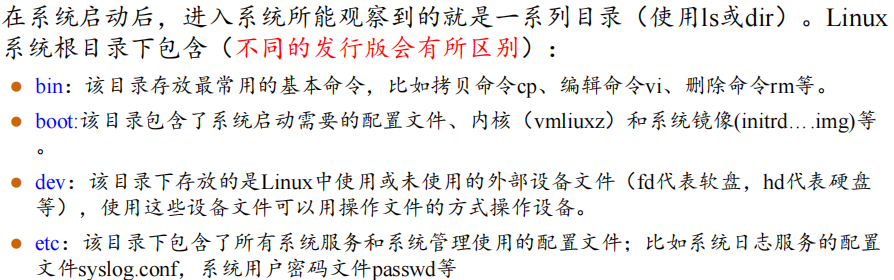 在系统启动后，进入系统所能观察到的就是一系列目录（使用ls或dir）。Linux
系统根目录下包含（不同的发行版会有所区别）：
● bin：该目录存放最常用的基本命令，比如拷贝命令cp、编辑命令vi、删除命令rm等。
● boot:该目录包含了系统启动需要的配置文件、内核（vmliuxz）和系统镜像(initrd….img)等
。
● dev：该目录下存放的是Linux中使用或未使用的外部设备文件（fd代表软盘，hd代表硬盘
等），使用这些设备文件可以用操作文件的方式操作设备。
● etc：该目录下包含了所有系统服务和系统管理使用的配置文件；比如系统日志服务的配置
文件syslog.conf，系统用户密码文件passwd等